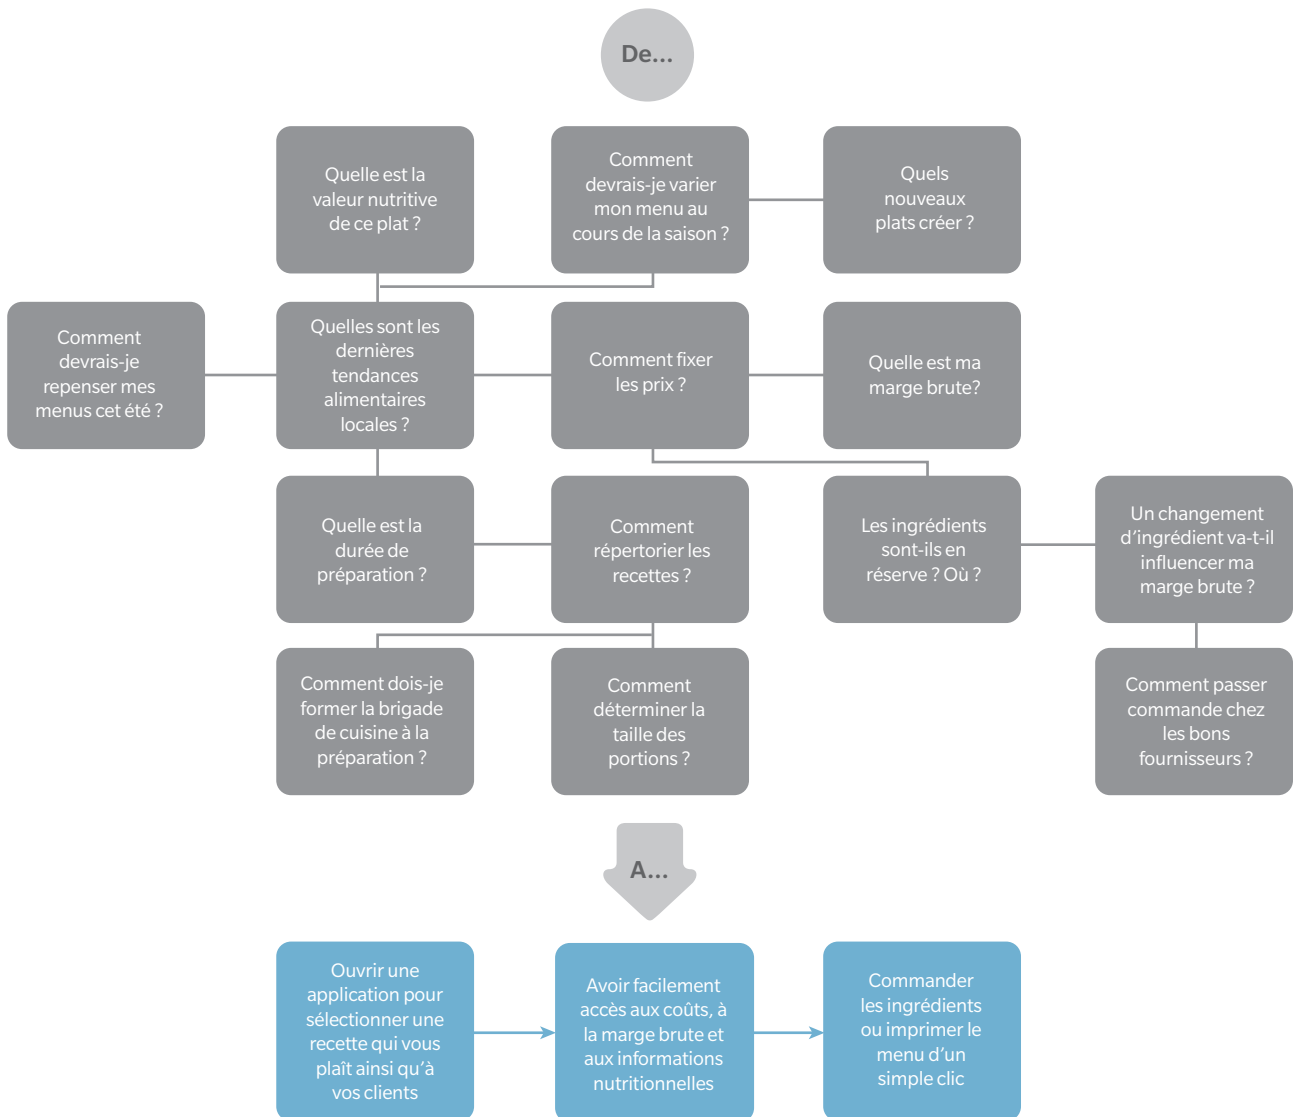 De...
Quelle est la
valeur nutritive
de ce plat ?
Comment
devrais-je varier
mon menu au
cours de la saison ?
Quels
nouveaux
plats créer ?
Comment
devrais-je
repenser mes
menus cet été ?
Quelles sont les
dernières
tendances
alimentaires
locales ?
Comment fixer
les prix ?
Quelle est ma
marge brute?
Quelle est la
durée de
préparation ?
Comment
répertorier les
recettes ?
Les ingrédients
sont-ils en
réserve ? Où ?
Un changement
d’ingrédient va-t-il
influencer ma
marge brute ?
Comment dois-je
former la brigade
de cuisine à la
préparation ?
Comment
déterminer la
taille des
portions ?
Comment passer
commande chez
les bons
fournisseurs ?
A...
Ouvrir une
application pour
sélectionner une
recette qui vous
plaît ainsi qu’à
vos clients
Avoir facilement
accès aux coûts, à
la marge brute et
aux informations
nutritionnelles
Commander
les ingrédients
ou imprimer le
menu d’un
simple clic